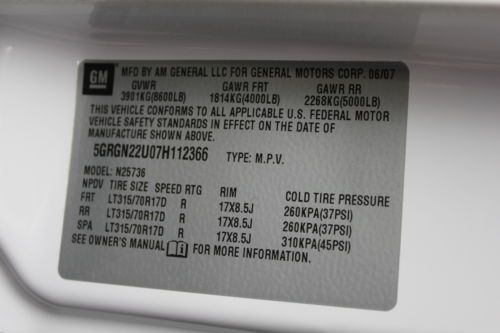 GM
MFD BY AM GENERAL LLC FOR GENERAL MOTORS CORP. 06/07
GVWR GAWR FRT GAWR RR
3901KG(8600LB) 1814KG(4000LB) 2268KG(5000LB)
THIS VEHICLE CONFORMS TO ALL APPLICABLE U.S. FEDERAL MOTOR
VEHICLE SAFETY STANDARDS IN EFFECT ON THE DATE OF
MANUFACTURE SHOWN ABOVE.
5GRGN22U07H112366 TYPE: M.P.V.
MODEL: N25736
NPDV TIRE SIZE SPEED RTG RIM COLD TIRE PRESSURE
FRT LT315/70R17D R 17X8.5J 260KPA(37PSI)
RR LT315/70R17D R 17X8.5J 260KPA(37PSI)
SPA LT315/70R17D R 17X8.5J 310KPA(45PSI)
SEE OWNER'S MANUAL FOR MORE INFORMATION.